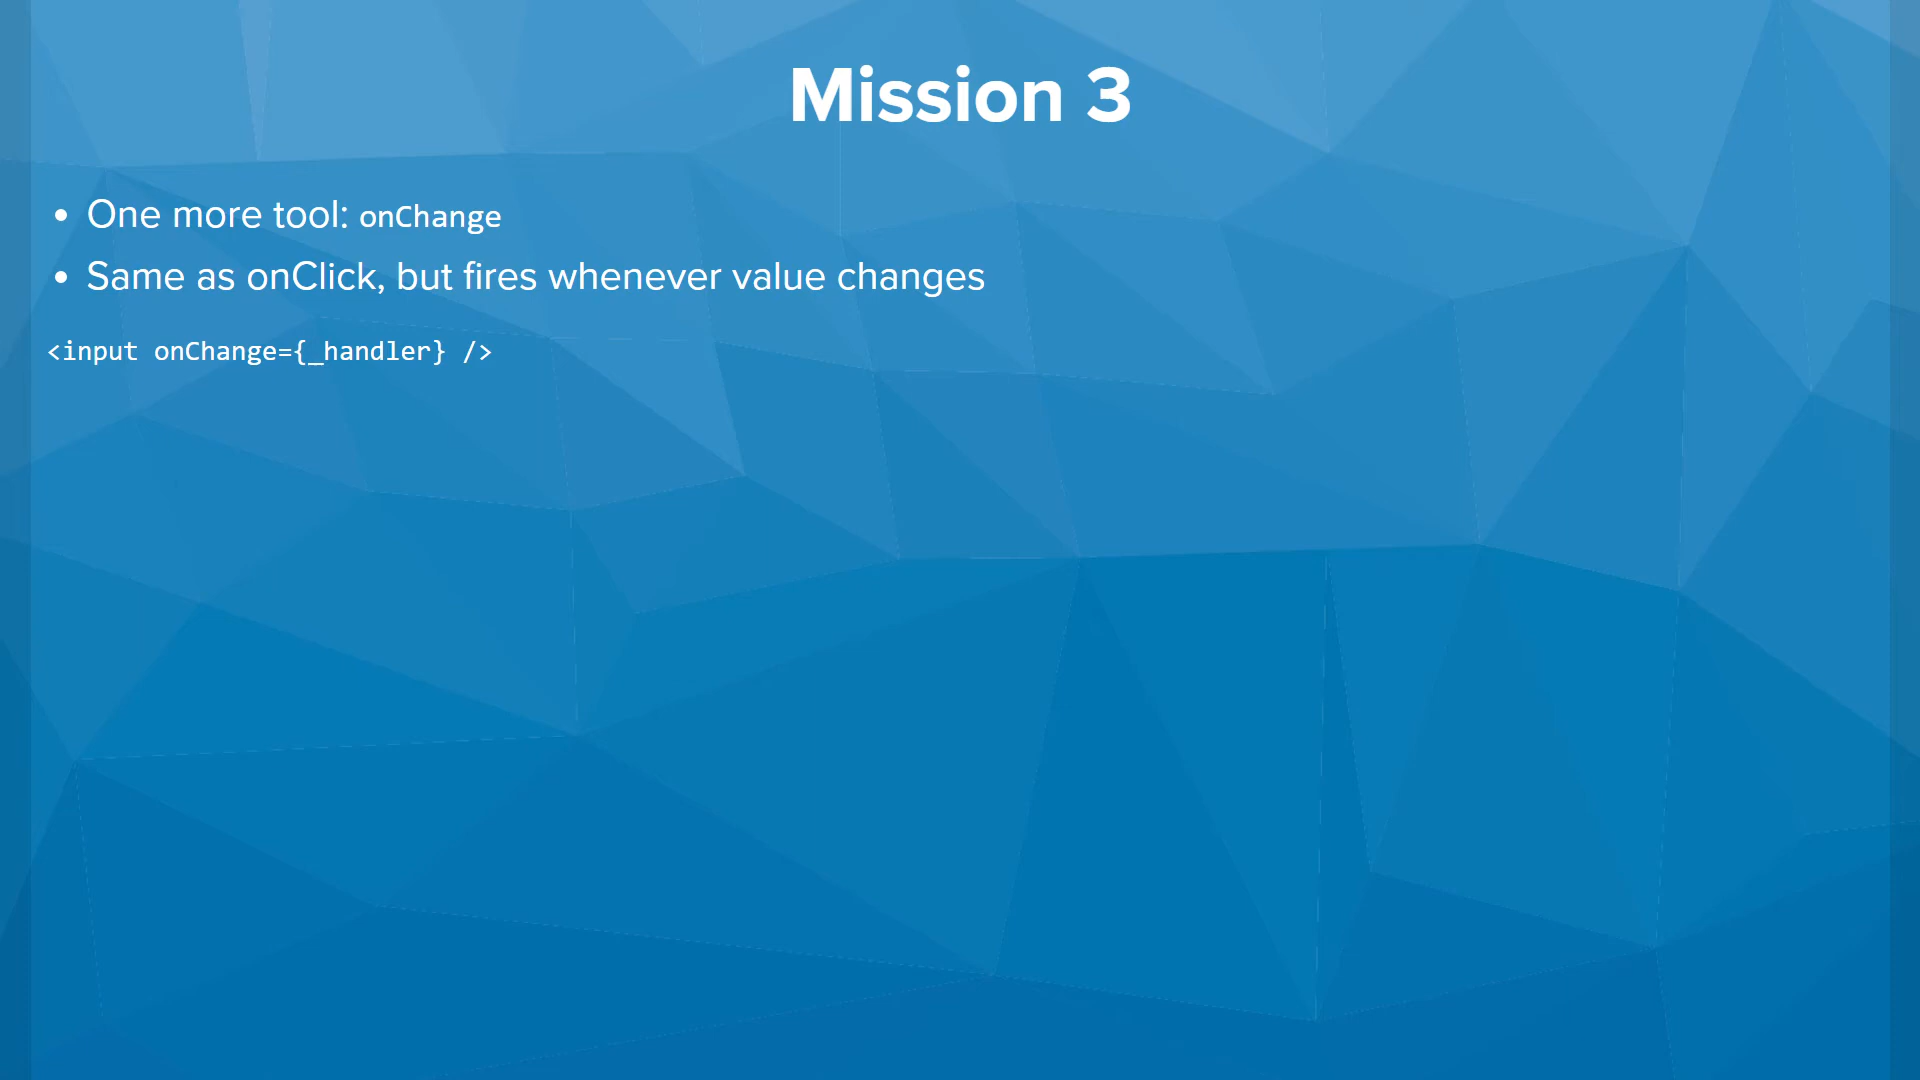 Mission 3
• One more tool: onChange
• Same as onClick, but fires whenever value changes
<input onChange={_handler} />